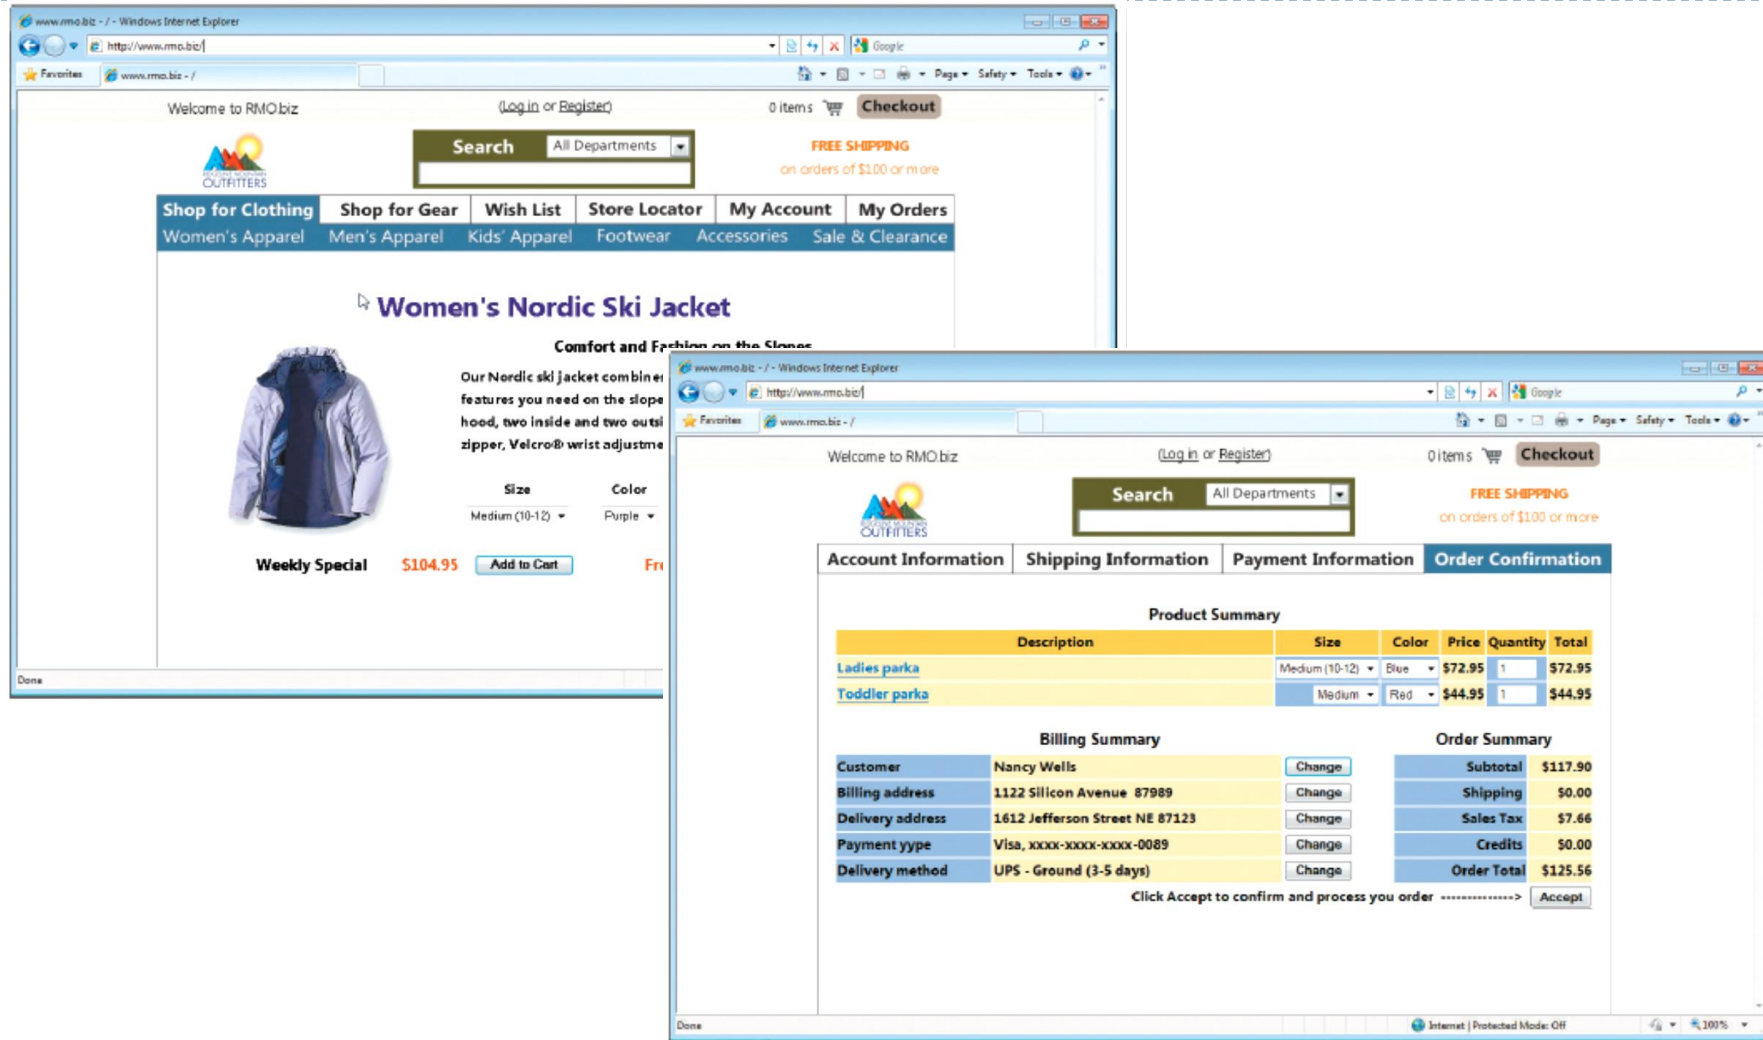 www.rmo.biz - / - Windows Internet Explorer
http://www.rmo.biz/
Google
Favorites www.rmo.biz - / Page Safety Tools
Welcome to RMO.biz (Log in or Register) 0 items Checkout
Search All Departments FREE SHIPPING
on orders of $100 or more
OUTFITTERS
Shop for Clothing Shop for Gear Wish List Store Locator My Account My Orders
Women's Apparel Men's Apparel Kids' Apparel Footwear Accessories Sale & Clearance
Women's Nordic Ski Jacket
Comfort and Fashion on the Slopes
Our Nordic ski jacket combines
features you need on the slope
hood, two inside and two outsi
zipper, Velcro® wrist adjustme
Size Color
Medium (10-12) Purple
Weekly Special $104.95 Add to Cart Fre
Done
www.rmo.biz - / - Windows Internet Explorer
http://www.rmo.biz/
Google
Favorites www.rmo.biz - / Page Safety Tools
Welcome to RMO.biz (Log in or Register) 0 items Checkout
Search All Departments FREE SHIPPING
on orders of $100 or more
OUTFITTERS
Account Information Shipping Information Payment Information Order Confirmation
Product Summary
Description Size Color Price Quantity Total
Ladies parka Medium (10-12) Blue $72.95 1 $72.95
Toddler parka Medium Red $44.95 1 $44.95
Billing Summary Order Summary
Customer Nancy Wells Change Subtotal $117.90
Billing address 1122 Silicon Avenue 87989 Change Shipping $0.00
Delivery address 1612 Jefferson Street NE 87123 Change Sales Tax $7.66
Payment yype Visa, xxxx-xxxx-xxxx-0089 Change Credits $0.00
Delivery method UPS - Ground (3-5 days) Change Order Total $125.56
Click Accept to confirm and process you order --------------> Accept
Done Internet | Protected Mode: Off 100%